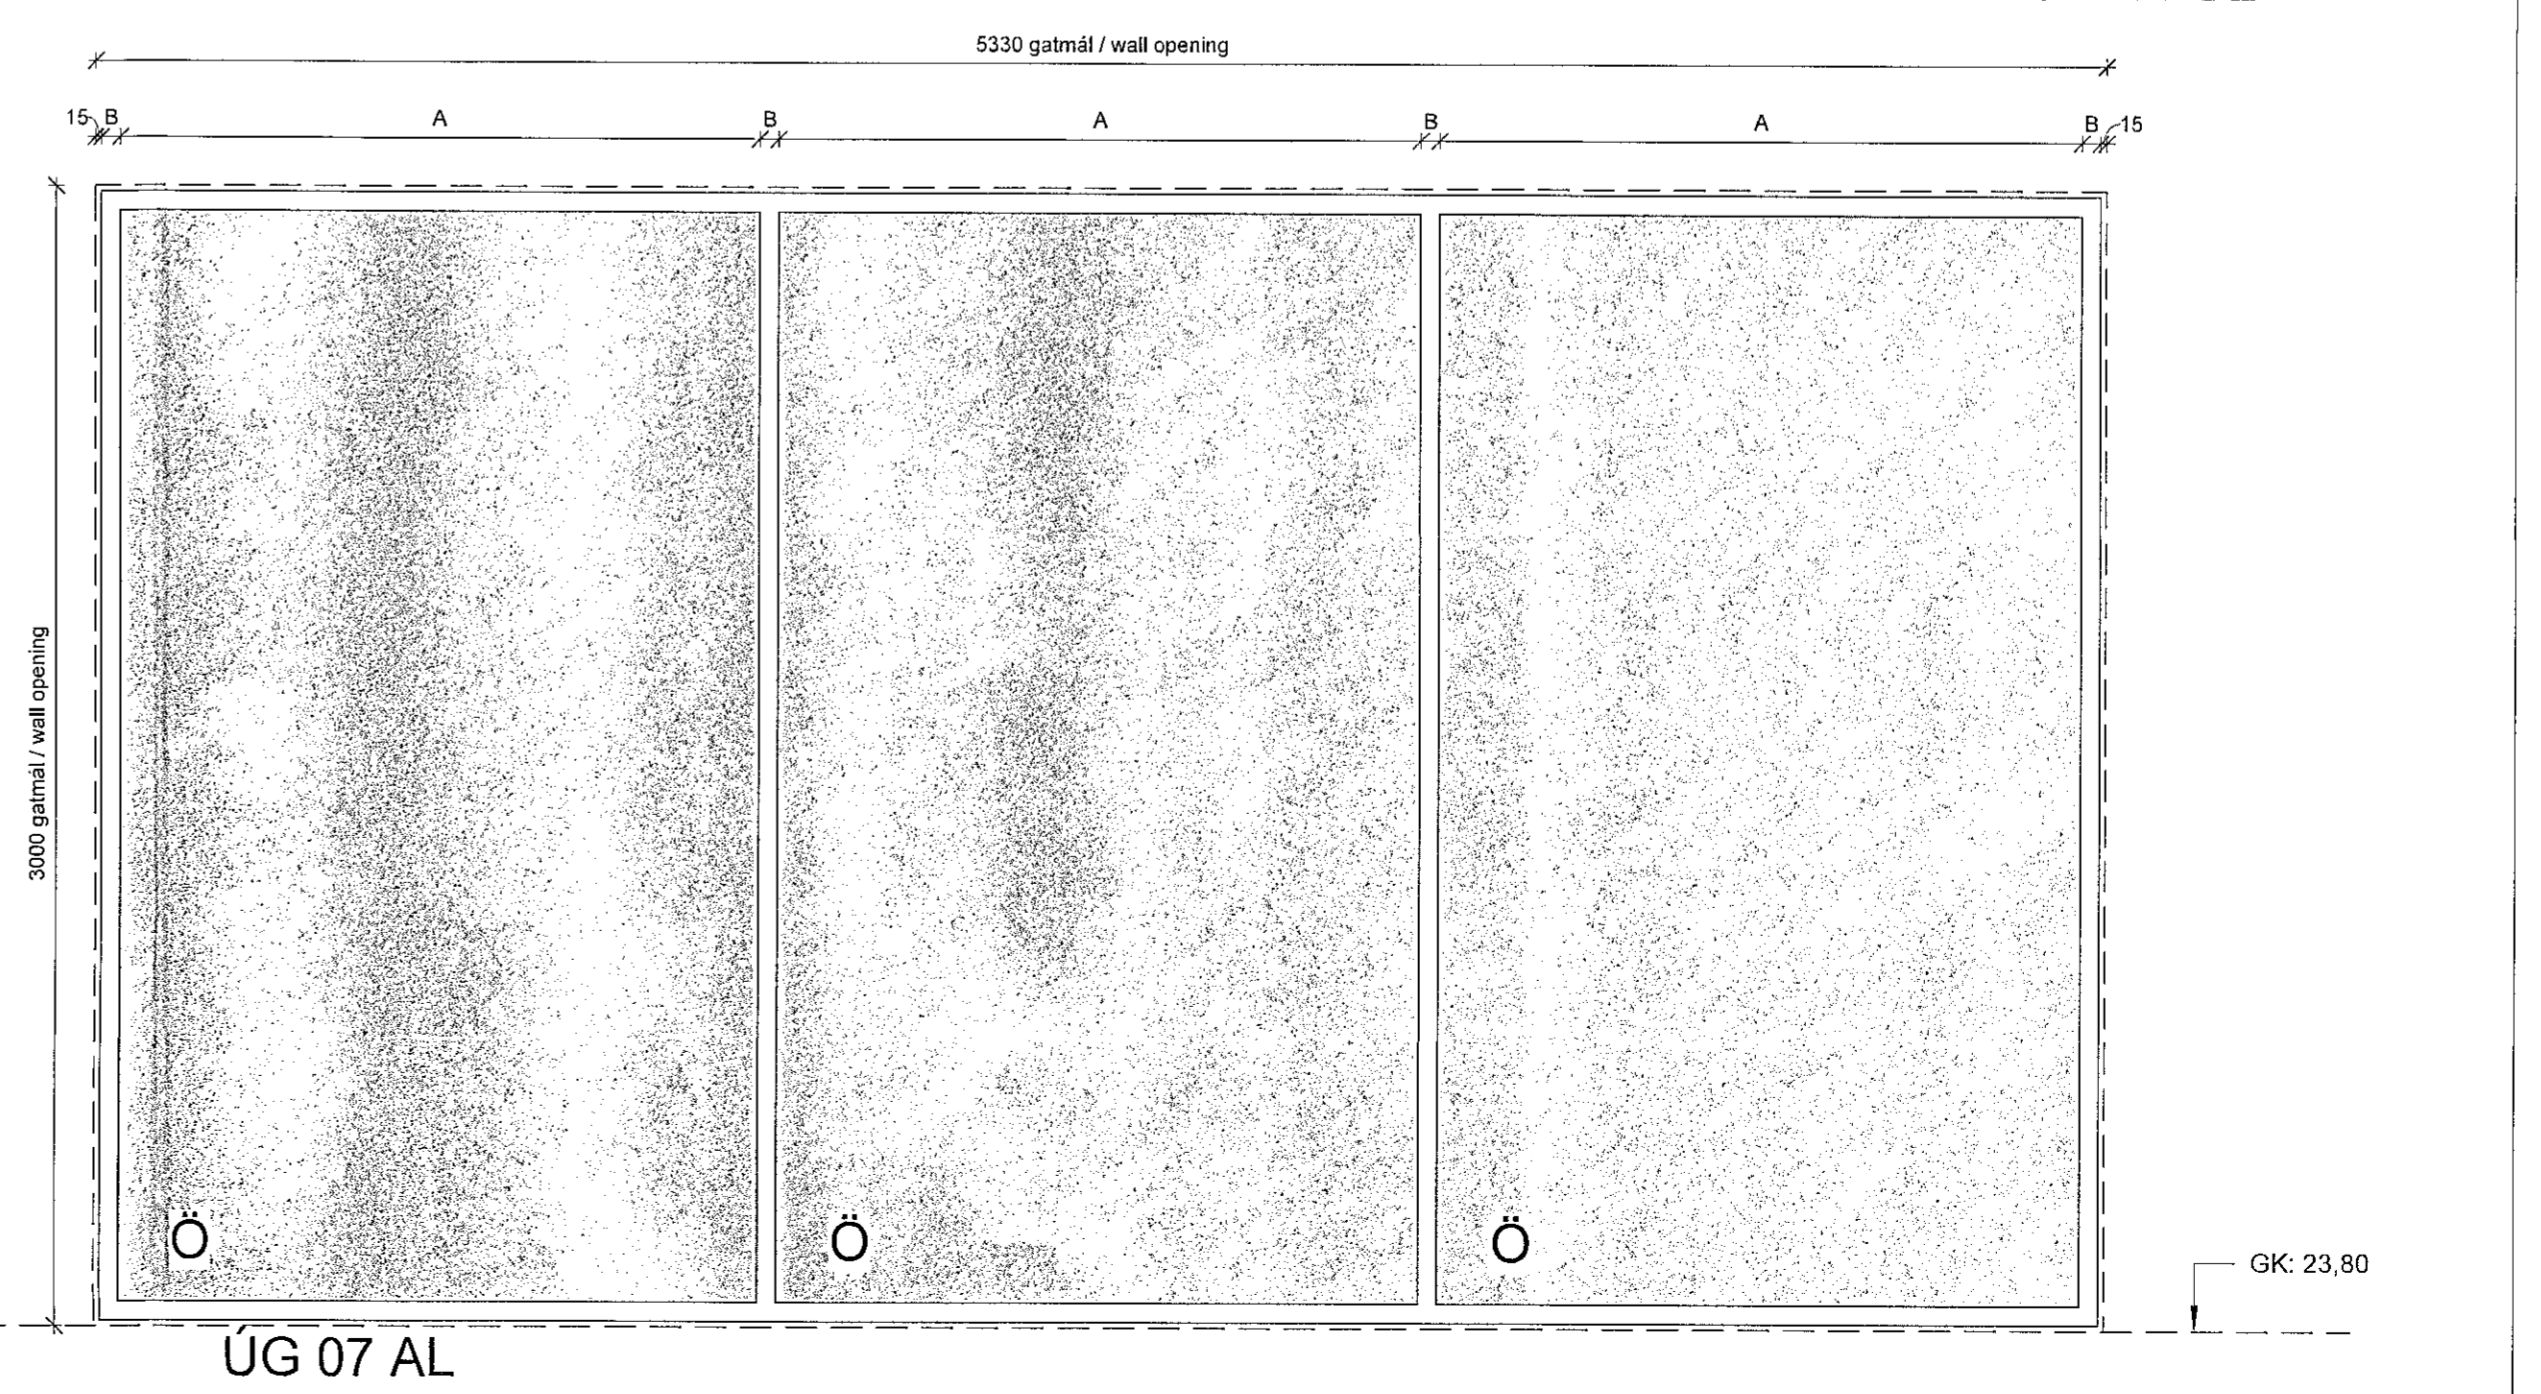 5330 gatmál / wall opening
15 B A B A B A B 15
3000 gatmál / wall opening
Ö Ö Ö
GK: 23,80
ÚG 07 AL